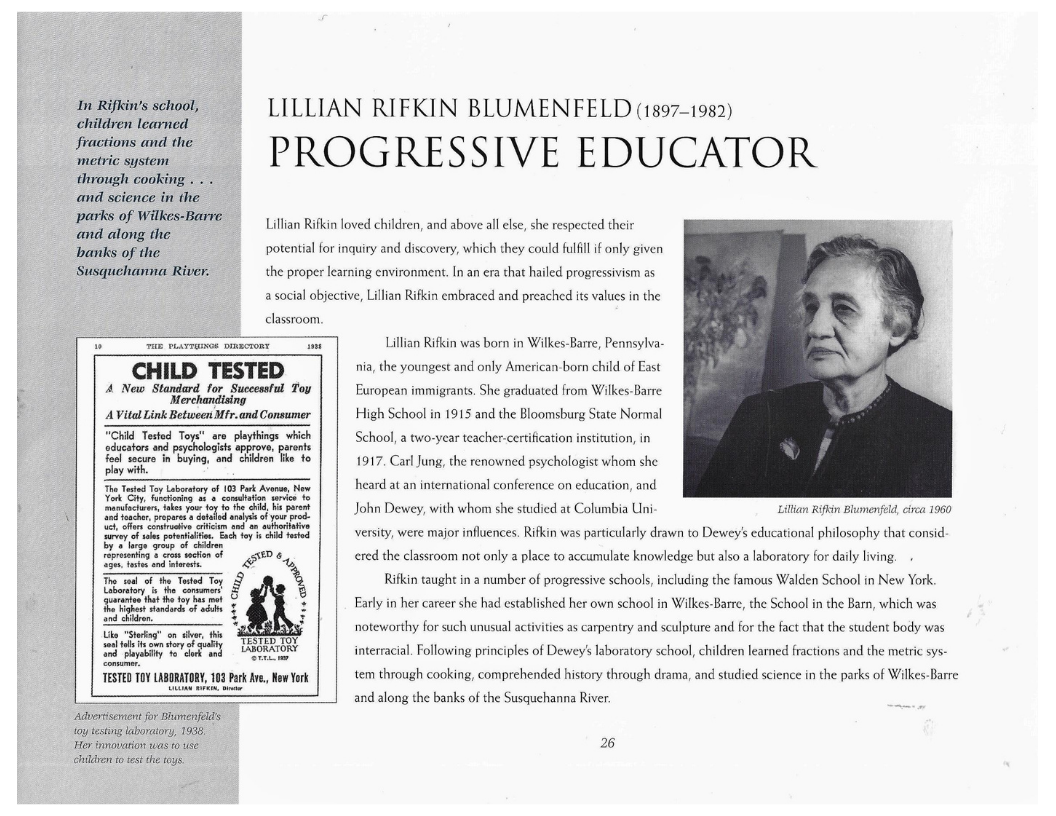 In Rifkin's school,
children learned
fractions and the
metric system
through cooking . . .
and science in the
parks of Wilkes-Barre
and along the
banks of the
Susquehanna River.
LILLIAN RIFKIN BLUMENFELD (1897–1982)
PROGRESSIVE EDUCATOR
Lillian Rifkin loved children, and above all else, she respected their
potential for inquiry and discovery, which they could fulfill if only given
the proper learning environment. In an era that hailed progressivism as
a social objective, Lillian Rifkin embraced and preached its values in the
classroom.
Lillian Rifkin was born in Wilkes-Barre, Pennsylva-
nia, the youngest and only American-born child of East
European immigrants. She graduated from Wilkes-Barre
High School in 1915 and the Bloomsburg State Normal
School, a two-year teacher-certification institution, in
1917. Carl Jung, the renowned psychologist whom she
heard at an international conference on education, and
John Dewey, with whom she studied at Columbia Uni-
versity, were major influences. Rifkin was particularly drawn to Dewey's educational philosophy that consid-
ered the classroom not only a place to accumulate knowledge but also a laboratory for daily living.
Rifkin taught in a number of progressive schools, including the famous Walden School in New York.
Early in her career she had established her own school in Wilkes-Barre, the School in the Barn, which was
noteworthy for such unusual activities as carpentry and sculpture and for the fact that the student body was
interracial. Following principles of Dewey's laboratory school, children learned fractions and the metric sys-
tem through cooking, comprehended history through drama, and studied science in the parks of Wilkes-Barre
and along the banks of the Susquehanna River.
Lillian Rifkin Blumenfeld, circa 1960
19 THE PLAYTHINGS DIRECTORY 1938
CHILD TESTED
A New Standard for Successful Toy
Merchandising
A Vital Link Between Mfr. and Consumer
"Child Tested Toys" are playthings which
educators and psychologists approve, parents
feel secure in buying, and children like to
play with.
The Tested Toy Laboratory of 103 Park Avenue, New
York City, functioning as a consultation service to
manufacturers, takes your toy to the child, his parent
and teacher, prepares a detailed analysis of your prod-
uct, offers constructive criticism and an authoritative
survey of sales potentialities. Each toy is child tested
by a large group of children
representing a cross section of
ages, tastes and interests.
The seal of the Tested Toy
Laboratory is the consumers'
guarantee that the toy has met
the highest standards of adults
and children.
Like "Sterling" on silver, this
seal tells its own story of quality
and playability to clerk and
consumer.
CHILD TESTED & APPROVED
TESTED TOY
LABORATORY
© T.T.L., 1937
TESTED TOY LABORATORY, 103 Park Ave., New York
LILLIAN RIFKIN, Director
Advertisement for Blumenfeld's
toy testing laboratory, 1938.
Her innovation was to use
children to test the toys.
26